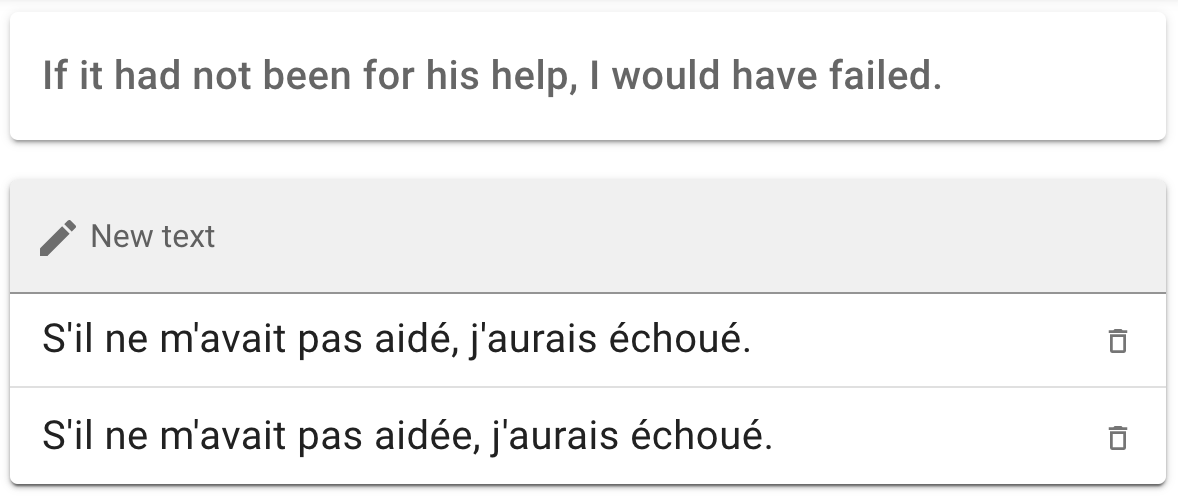 If it had not been for his help, I would have failed.
New text
S'il ne m'avait pas aidé, j'aurais échoué.
S'il ne m'avait pas aidée, j'aurais échoué.